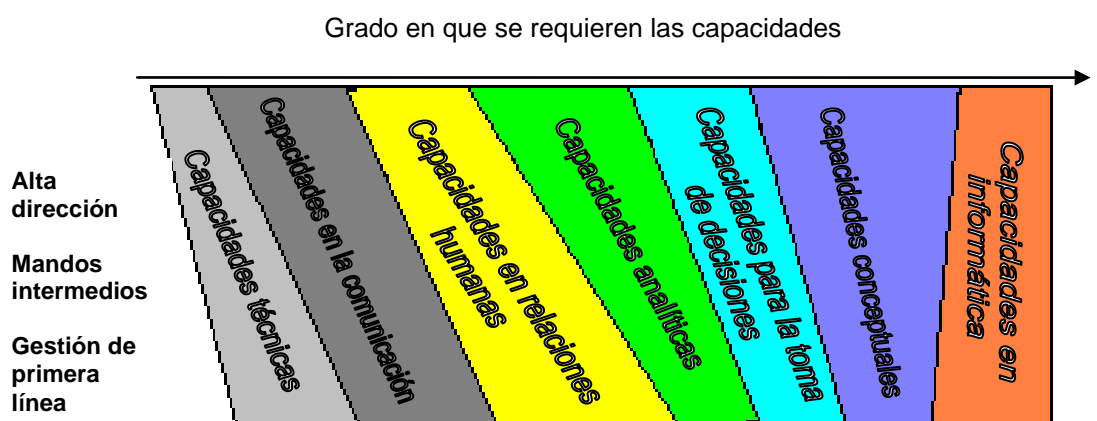 Grado en que se requieren las capacidades
Alta
dirección
Mandos
intermedios
Gestión de
primera
línea
Capacidades técnicas
Capacidades en la comunicación
Capacidades en relaciones
humanas
Capacidades analíticas
Capacidades para la toma
de decisiones
Capacidades conceptuales
Capacidades en
informática